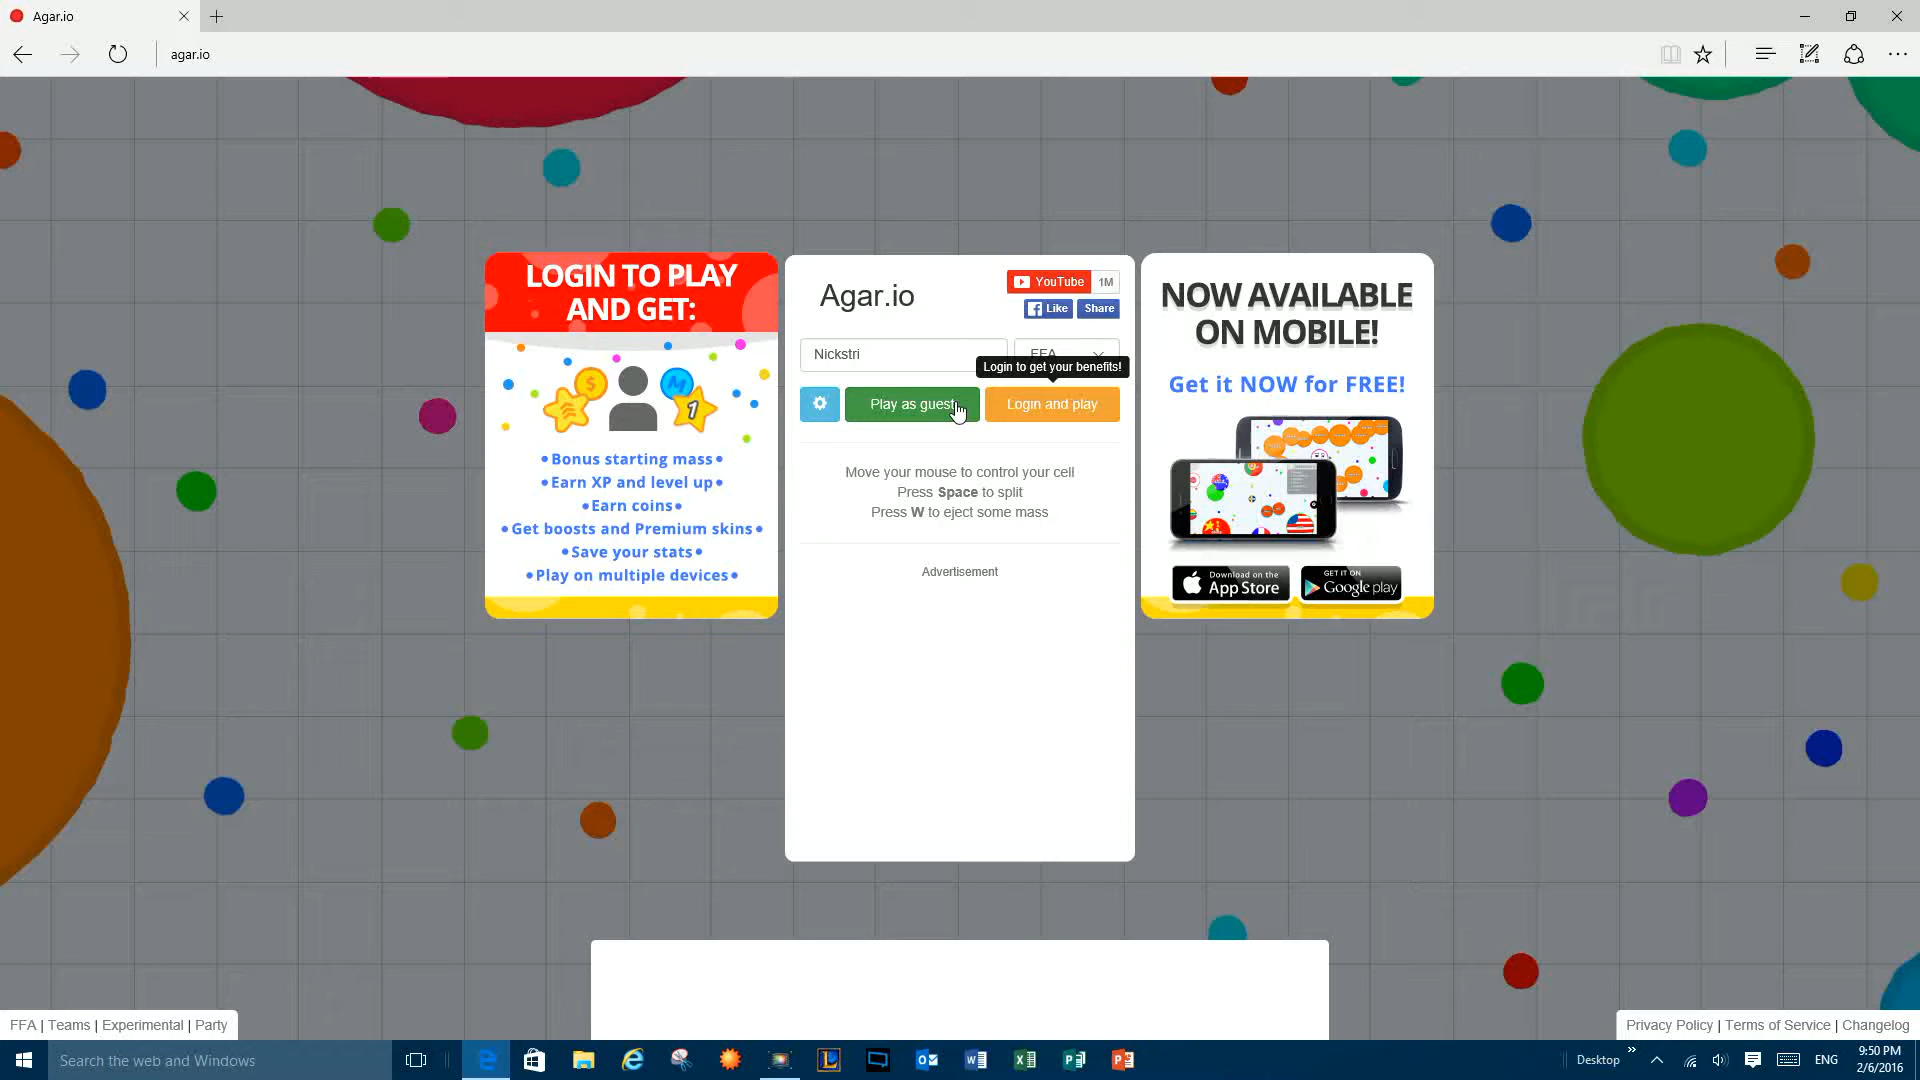 Agar.io
agar.io
LOGIN TO PLAY
AND GET:
•Bonus starting mass•
•Earn XP and level up•
•Earn coins•
•Get boosts and Premium skins•
•Save your stats•
•Play on multiple devices•
Agar.io
YouTube 1M
Like Share
Nickstri
FFA
Login to get your benefits!
Play as guest
Login and play
Move your mouse to control your cell
Press Space to split
Press W to eject some mass
Advertisement
NOW AVAILABLE
ON MOBILE!
Get it NOW for FREE!
Download on the
App Store
GET IT ON
Google play
FFA | Teams | Experimental | Party
Privacy Policy | Terms of Service | Changelog
Search the web and Windows
Desktop
ENG
9:50 PM
2/6/2016